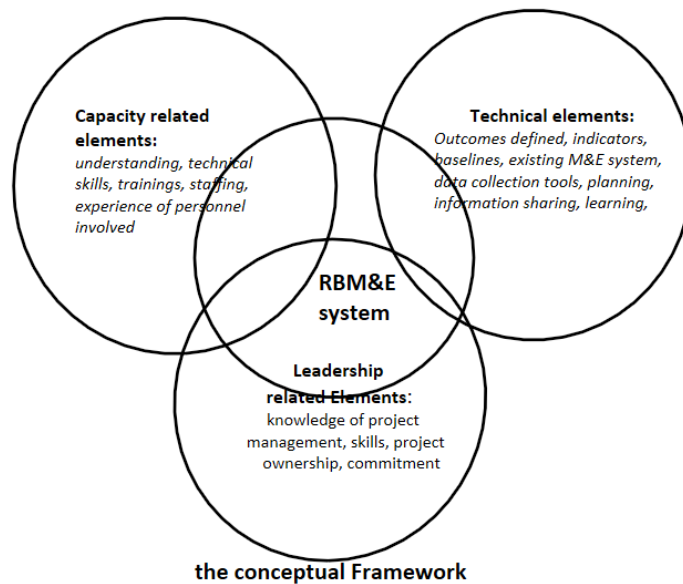 Capacity related
elements:
understanding, technical
skills, trainings, staffing,
experience of personnel
involved
Technical elements:
Outcomes defined, indicators,
baselines, existing M&E system,
data collection tools, planning,
information sharing, learning,
RBM&E
system
Leadership
related Elements:
knowledge of project
management, skills, project
ownership, commitment
the conceptual Framework